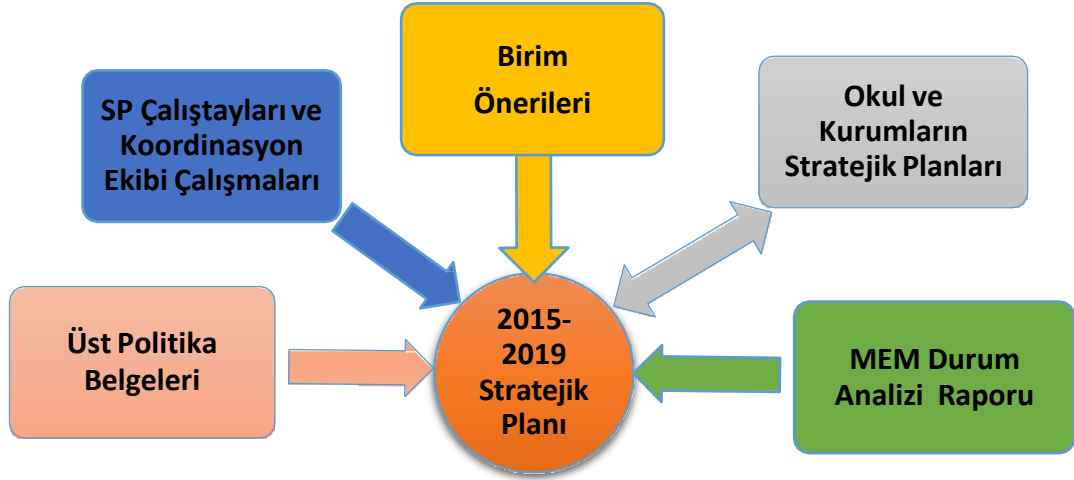 Birim
Önerileri
SP Çalıştayları ve
Koordinasyon
Ekibi Çalışmaları
Okul ve
Kurumların
Stratejik Planları
Üst Politika
Belgeleri
2015-
2019
Stratejik
Planı
MEM Durum
Analizi Raporu